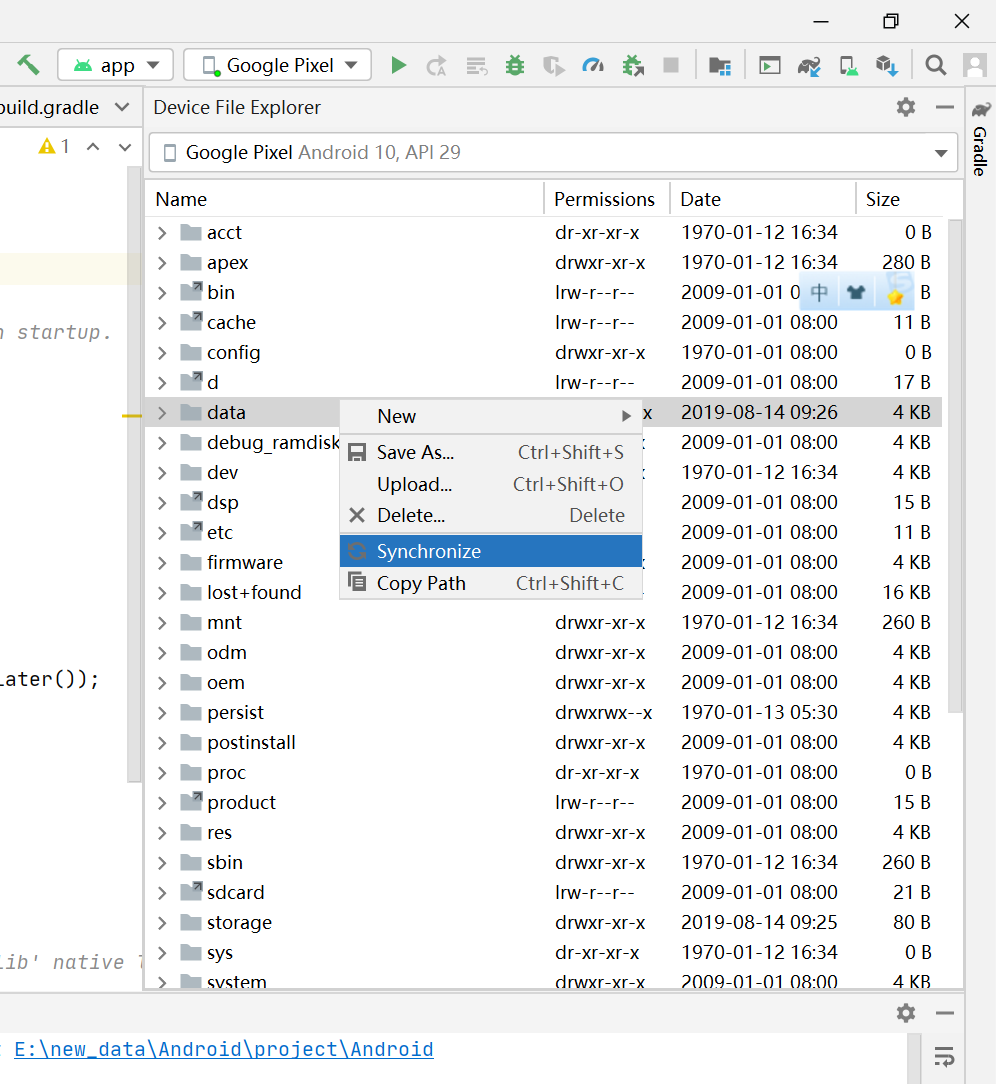 app Google Pixel
build.gradle Device File Explorer
1 Google Pixel Android 10, API 29
Gradle
Name Permissions Date Size
acct dr-xr-xr-x 1970-01-12 16:34 0 B
apex drwxr-xr-x 1970-01-12 16:34 280 B
bin lrw-r--r-- 2009-01-01 0 中 B
startup.
cache lrw-r--r-- 2009-01-01 08:00 11 B
config drwxr-xr-x 1970-01-01 08:00 0 B
d lrw-r--r-- 2009-01-01 08:00 17 B
data x 2019-08-14 09:26 4 KB
New
debug_ramdisk 2009-01-01 08:00 4 KB
Save As... Ctrl+Shift+S
dev 1970-01-12 16:34 4 KB
Upload... Ctrl+Shift+O
dsp 2009-01-01 08:00 15 B
Delete... Delete
etc 2009-01-01 08:00 11 B
Synchronize
firmware 2009-01-01 08:00 4 KB
Copy Path Ctrl+Shift+C
lost+found 2009-01-01 08:00 16 KB
mnt drwxr-xr-x 1970-01-12 16:34 260 B
odm drwxr-xr-x 2009-01-01 08:00 4 KB
ater());
oem drwxr-xr-x 2009-01-01 08:00 4 KB
persist drwxrwx--x 1970-01-13 05:30 4 KB
postinstall drwxr-xr-x 2009-01-01 08:00 4 KB
proc dr-xr-xr-x 1970-01-01 08:00 0 B
product lrw-r--r-- 2009-01-01 08:00 15 B
res drwxr-xr-x 2009-01-01 08:00 4 KB
sbin drwxr-xr-x 1970-01-12 16:34 260 B
sdcard lrw-r--r-- 2009-01-01 08:00 21 B
storage drwxr-xr-x 2019-08-14 09:25 80 B
sys dr-xr-xr-x 1970-01-12 16:34 0 B
lib' native
system drwxr-xr-x 2009-01-01 08:00 4 KB
E:\new_data\Android\project\Android